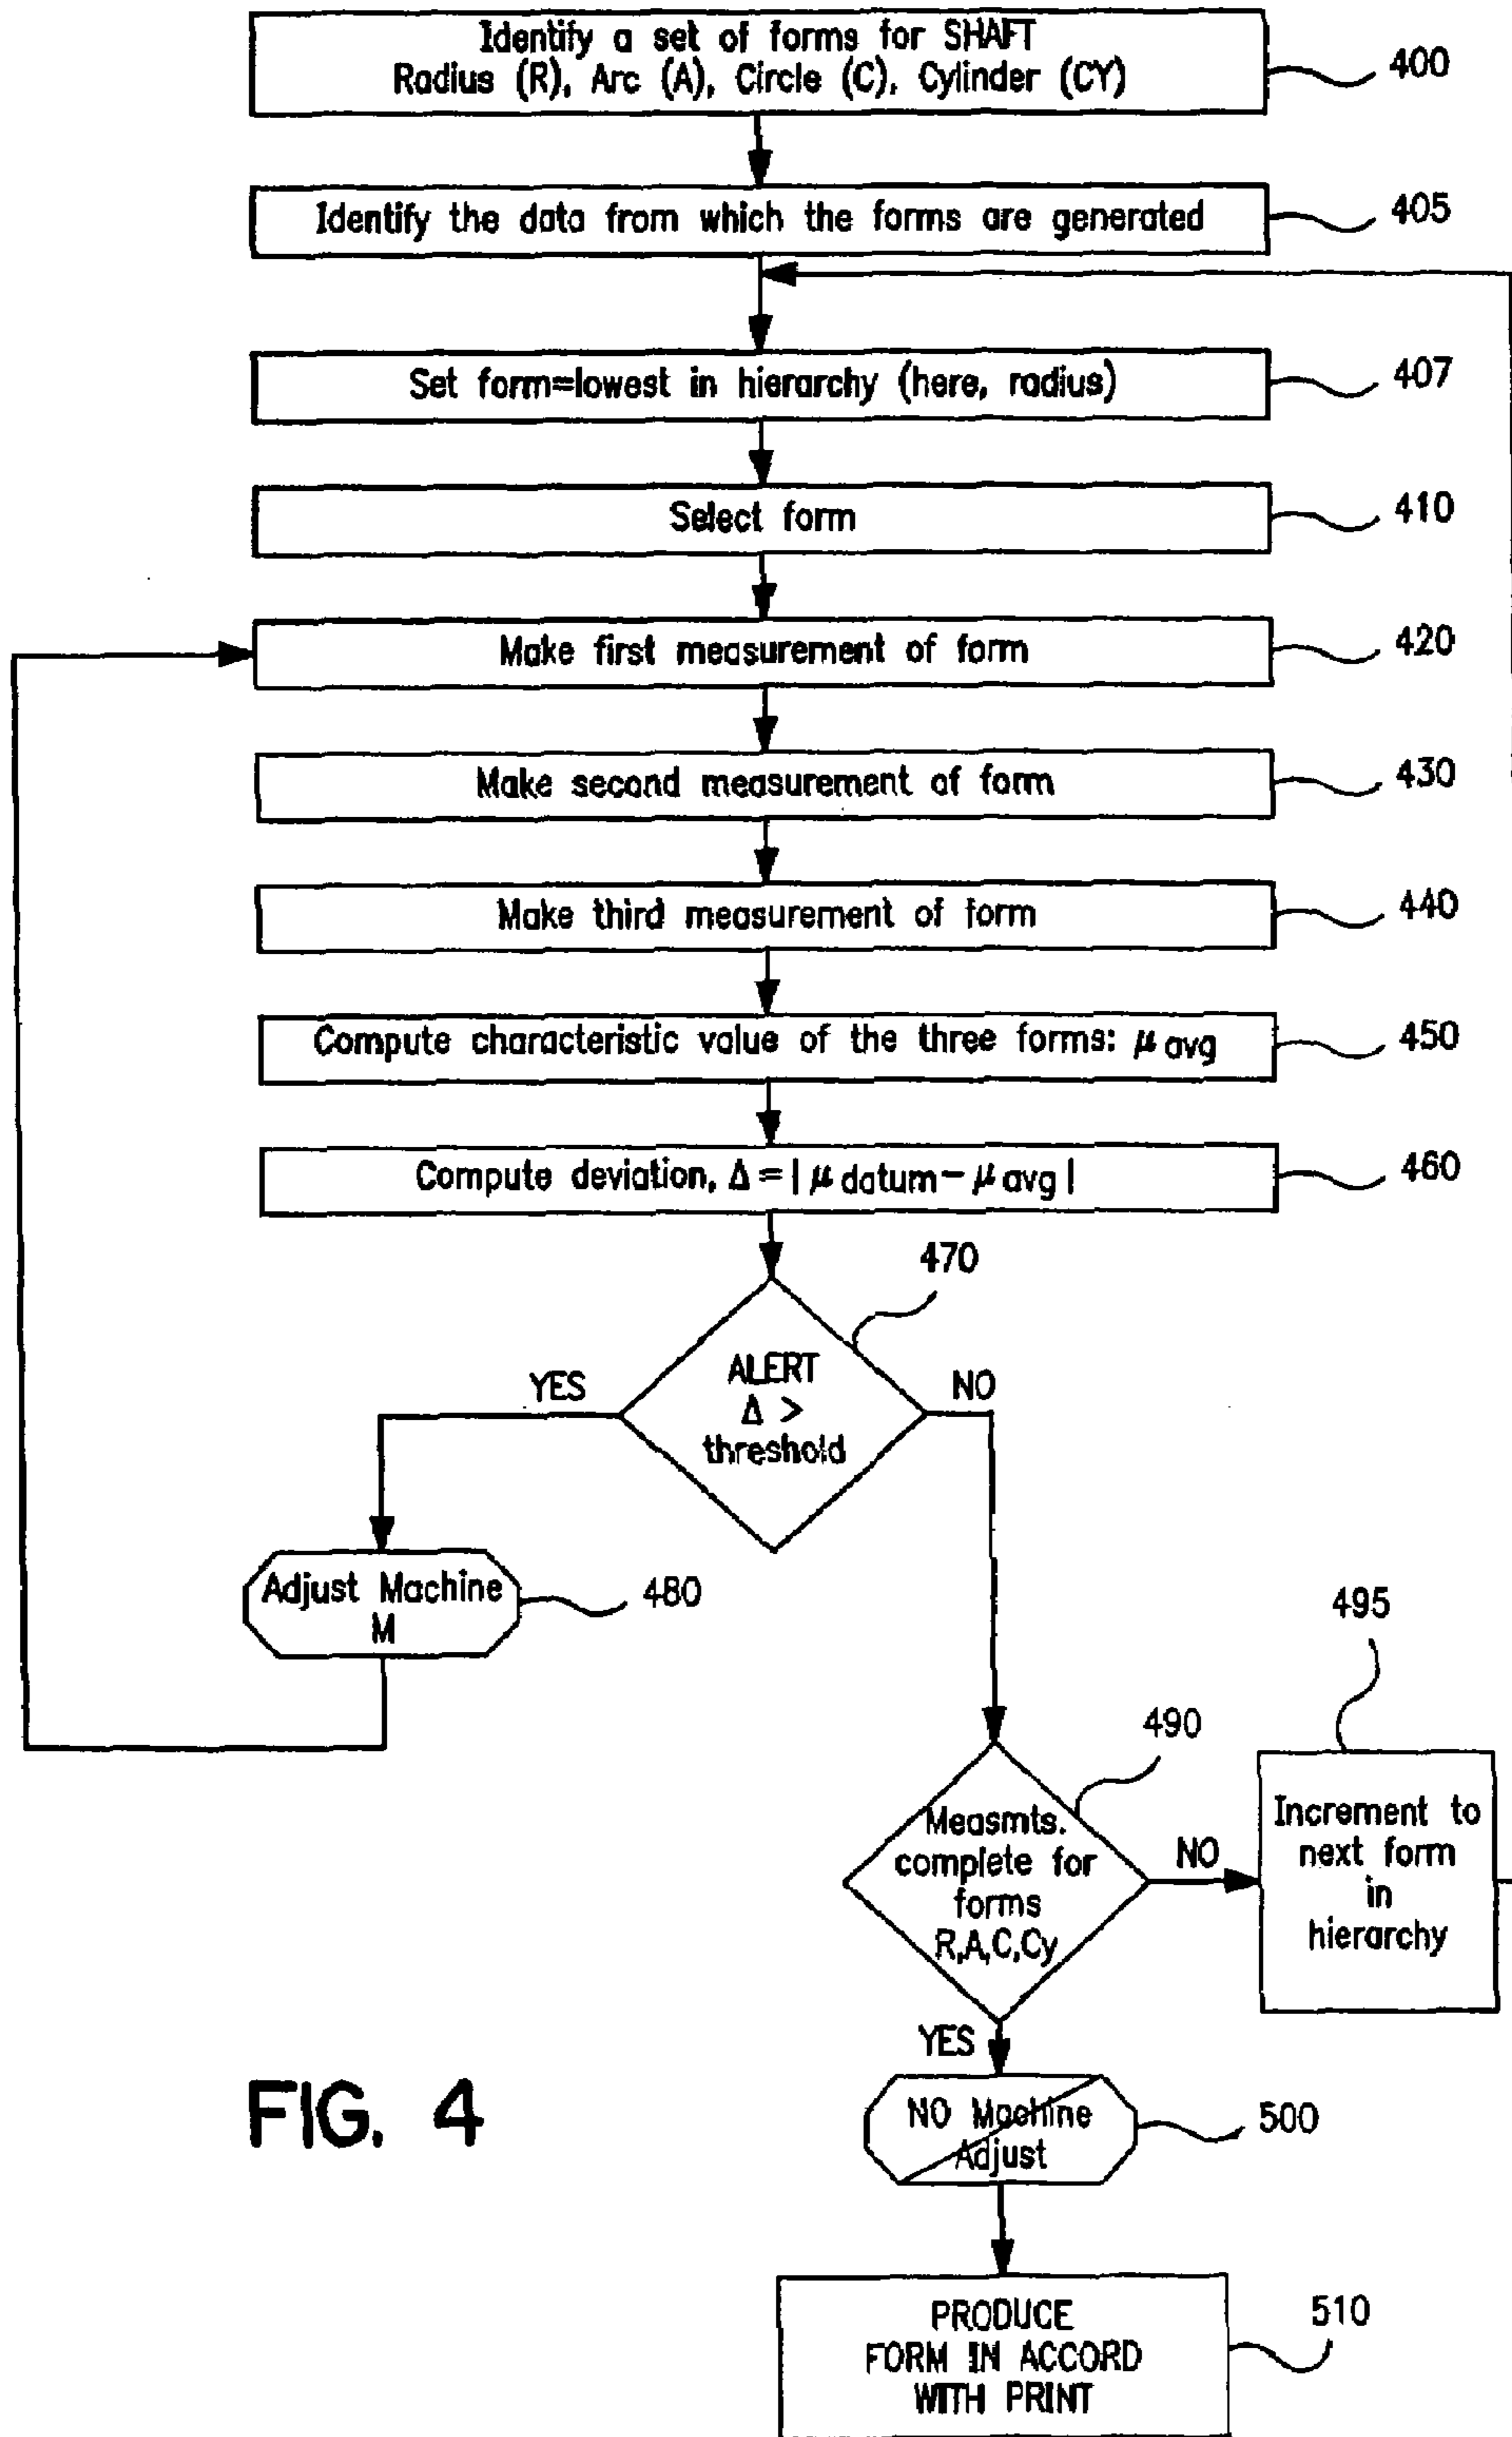 Identify a set of forms for SHAFT
Radius (R), Arc (A), Circle (C), Cylinder (CY)
400
Identify the data from which the forms are generated
405
Set form=lowest in hierarchy (here, radius)
407
Select form
410
Make first measurement of form
420
Make second measurement of form
430
Make third measurement of form
440
Compute characteristic value of the three forms: μ avg
450
Compute deviation, Δ = | μ datum - μ avg |
460
470
ALERT
Δ >
threshold
YES
NO
Adjust Machine
M
480
490
Measmts.
complete for
forms
R,A,C,Cy
NO
495
Increment to
next form
in
hierarchy
YES
NO Machine
Adjust
500
PRODUCE
FORM IN ACCORD
WITH PRINT
510
FIG. 4